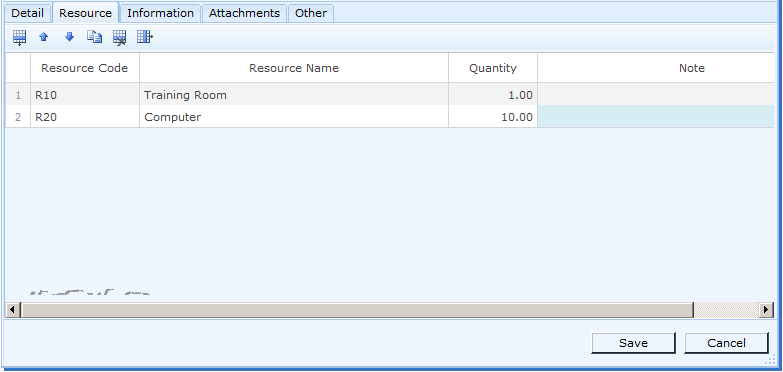 Detail Resource Information Attachments Other
Resource Code Resource Name Quantity Note
1 R10 Training Room 1.00
2 R20 Computer 10.00
Save Cancel